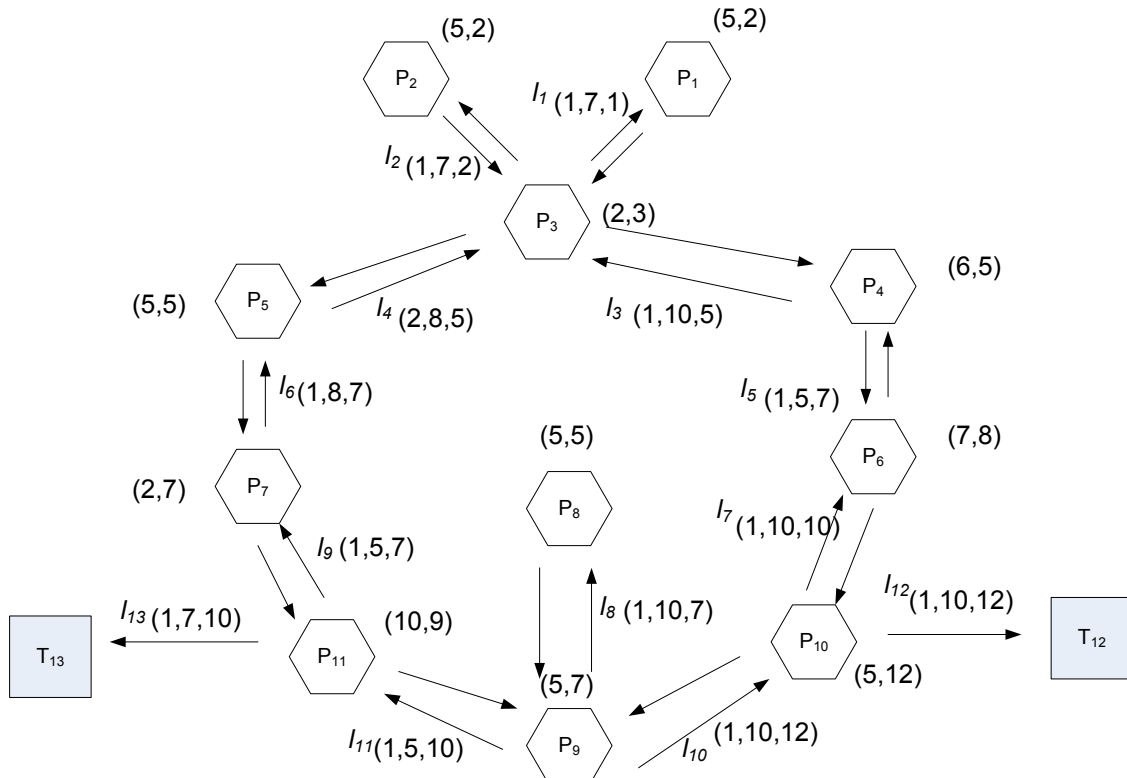 (5,2)
(5,2)
P2
P1
l1 (1,7,1)
l2 (1,7,2)
P3
(2,3)
P5
P4
(6,5)
(5,5)
l4 (2,8,5)
l3 (1,10,5)
l6 (1,8,7)
l5 (1,5,7)
(5,5)
P6
(7,8)
(2,7)
P7
P8
l7 (1,10,10)
l9 (1,5,7)
l8 (1,10,7)
l12 (1,10,12)
l13 (1,7,10)
(10,9)
T13
P11
P10
T12
(5,7)
(5,12)
l11 (1,5,10)
P9
l10 (1,10,12)